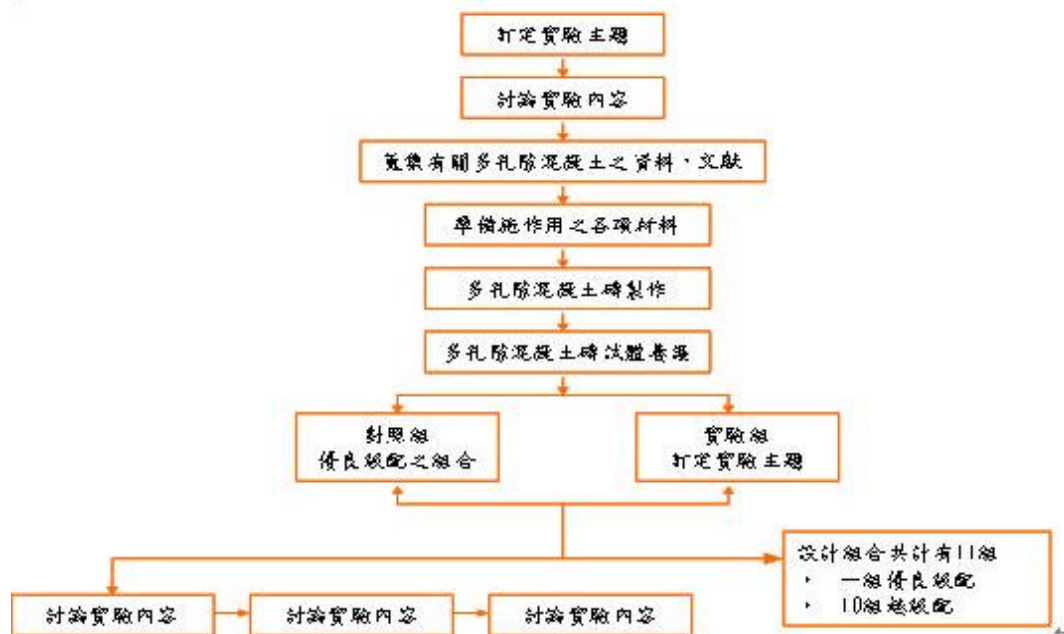 訂定實驗主題
討論實驗內容
蒐集有關多孔隙混凝土之資料、文獻
準備施作用之各項材料
多孔隙混凝土磚製作
多孔隙混凝土磚試體養護
對照組
優良級配之組合
實驗組
訂定實驗主題
設計組合共計有11組
• 一組優良級配
• 10組越級配
討論實驗內容
討論實驗內容
討論實驗內容